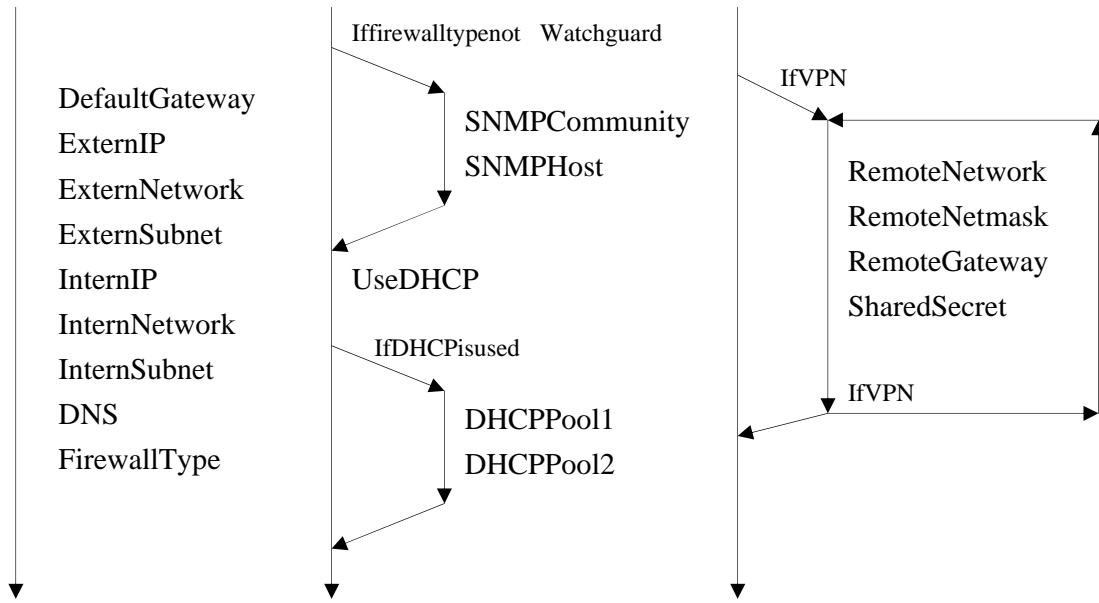 DefaultGateway
ExternIP
ExternNetwork
ExternSubnet
InternIP
InternNetwork
InternSubnet
DNS
FirewallType
Iffirewalltypenot Watchguard
SNMPCommunity
SNMPHost
UseDHCP
IfDHCPisused
DHCPPool1
DHCPPool2
IfVPN
RemoteNetwork
RemoteNetmask
RemoteGateway
SharedSecret
IfVPN